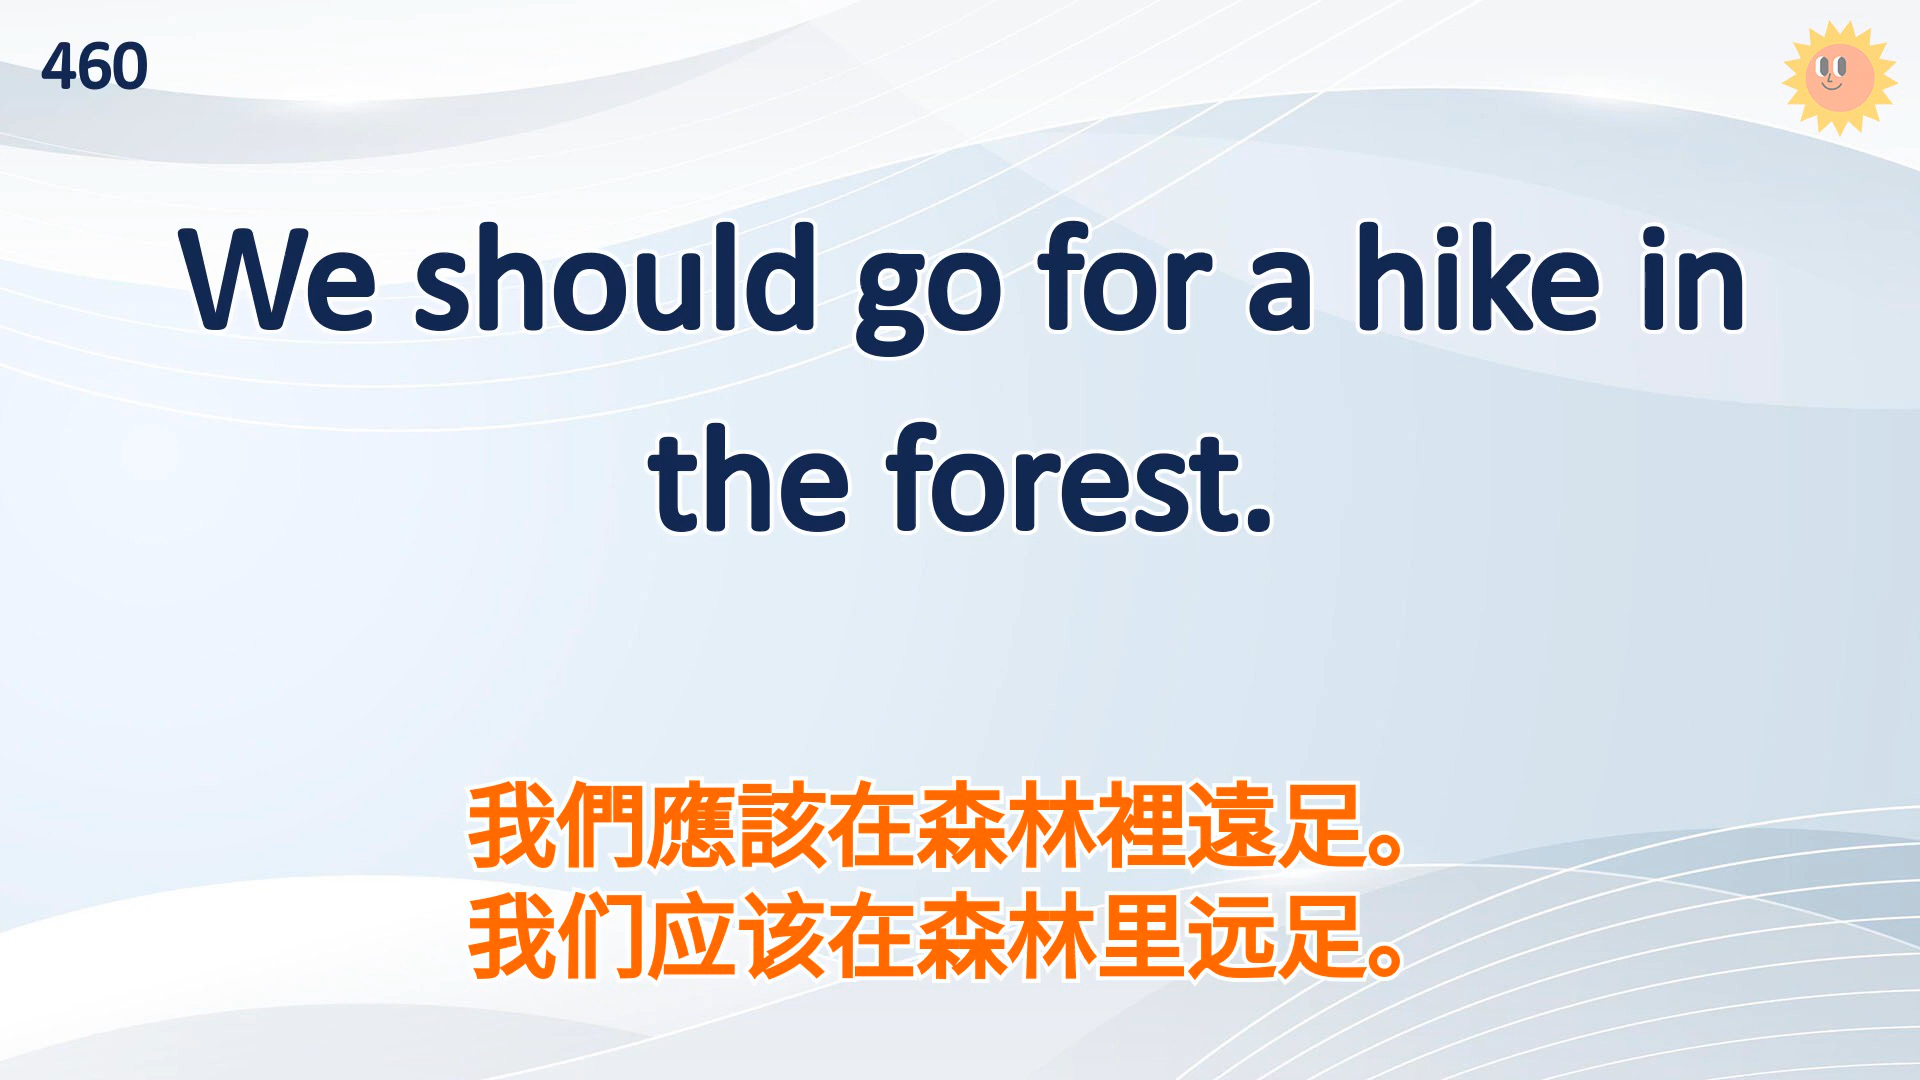 460
We should go for a hike in
the forest.
我們應該在森林裡遠足。
我们应该在森林里远足。